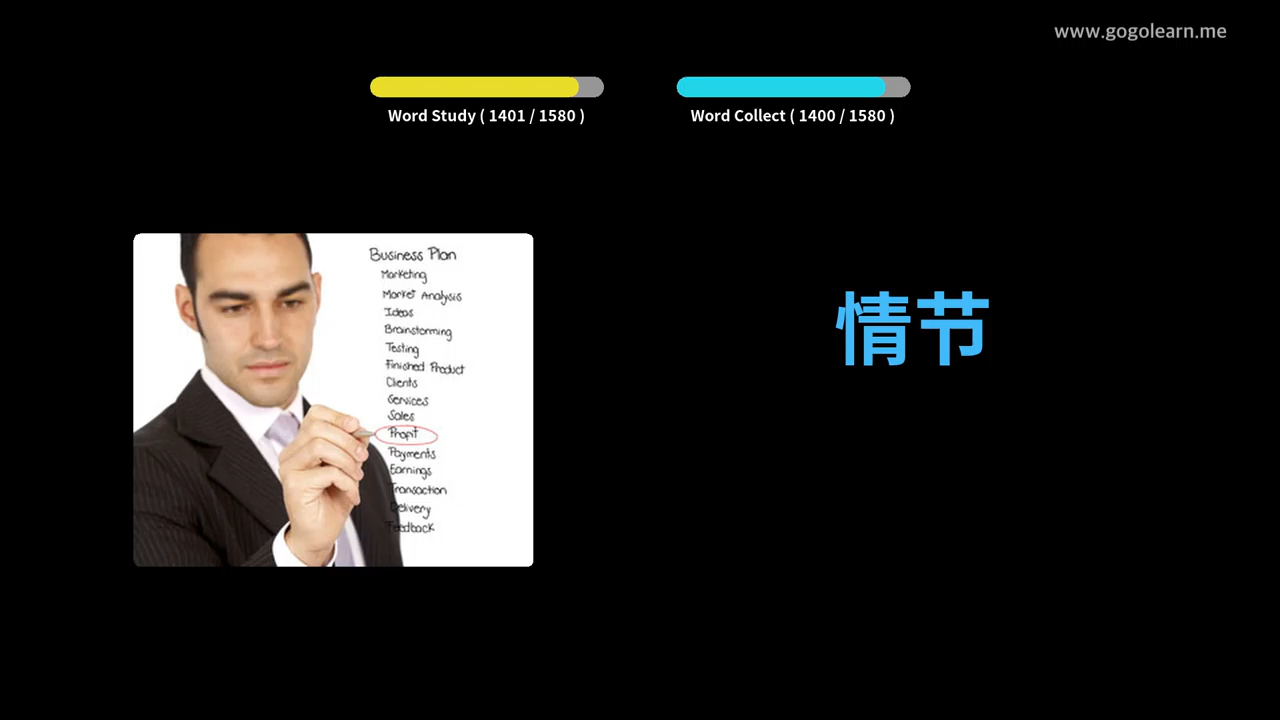 www.gogolearn.me
Word Study ( 1401 / 1580 )
Word Collect ( 1400 / 1580 )
Business Plan
Marketing
Market Analysis
Ideas
Brainstorming
Testing
Finished Product
Clients
Services
Sales
Profit
Payments
Earnings
Transaction
Delivery
Feedback
情节